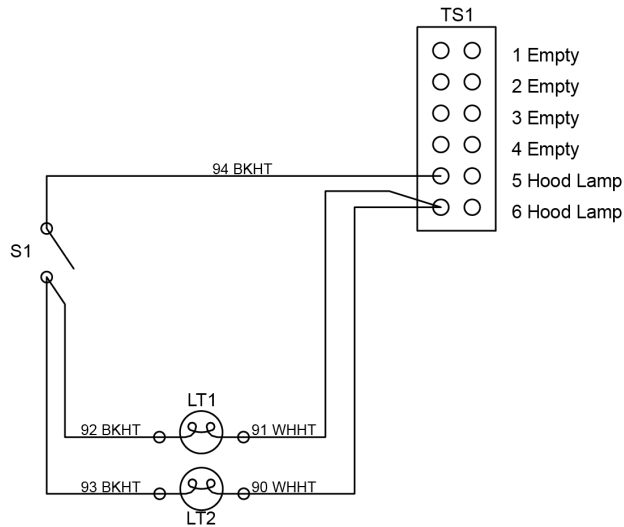 TS1
1 Empty
2 Empty
3 Empty
4 Empty
94 BKHT
5 Hood Lamp
6 Hood Lamp
S1
LT1
92 BKHT
91 WHHT
93 BKHT
90 WHHT
LT2